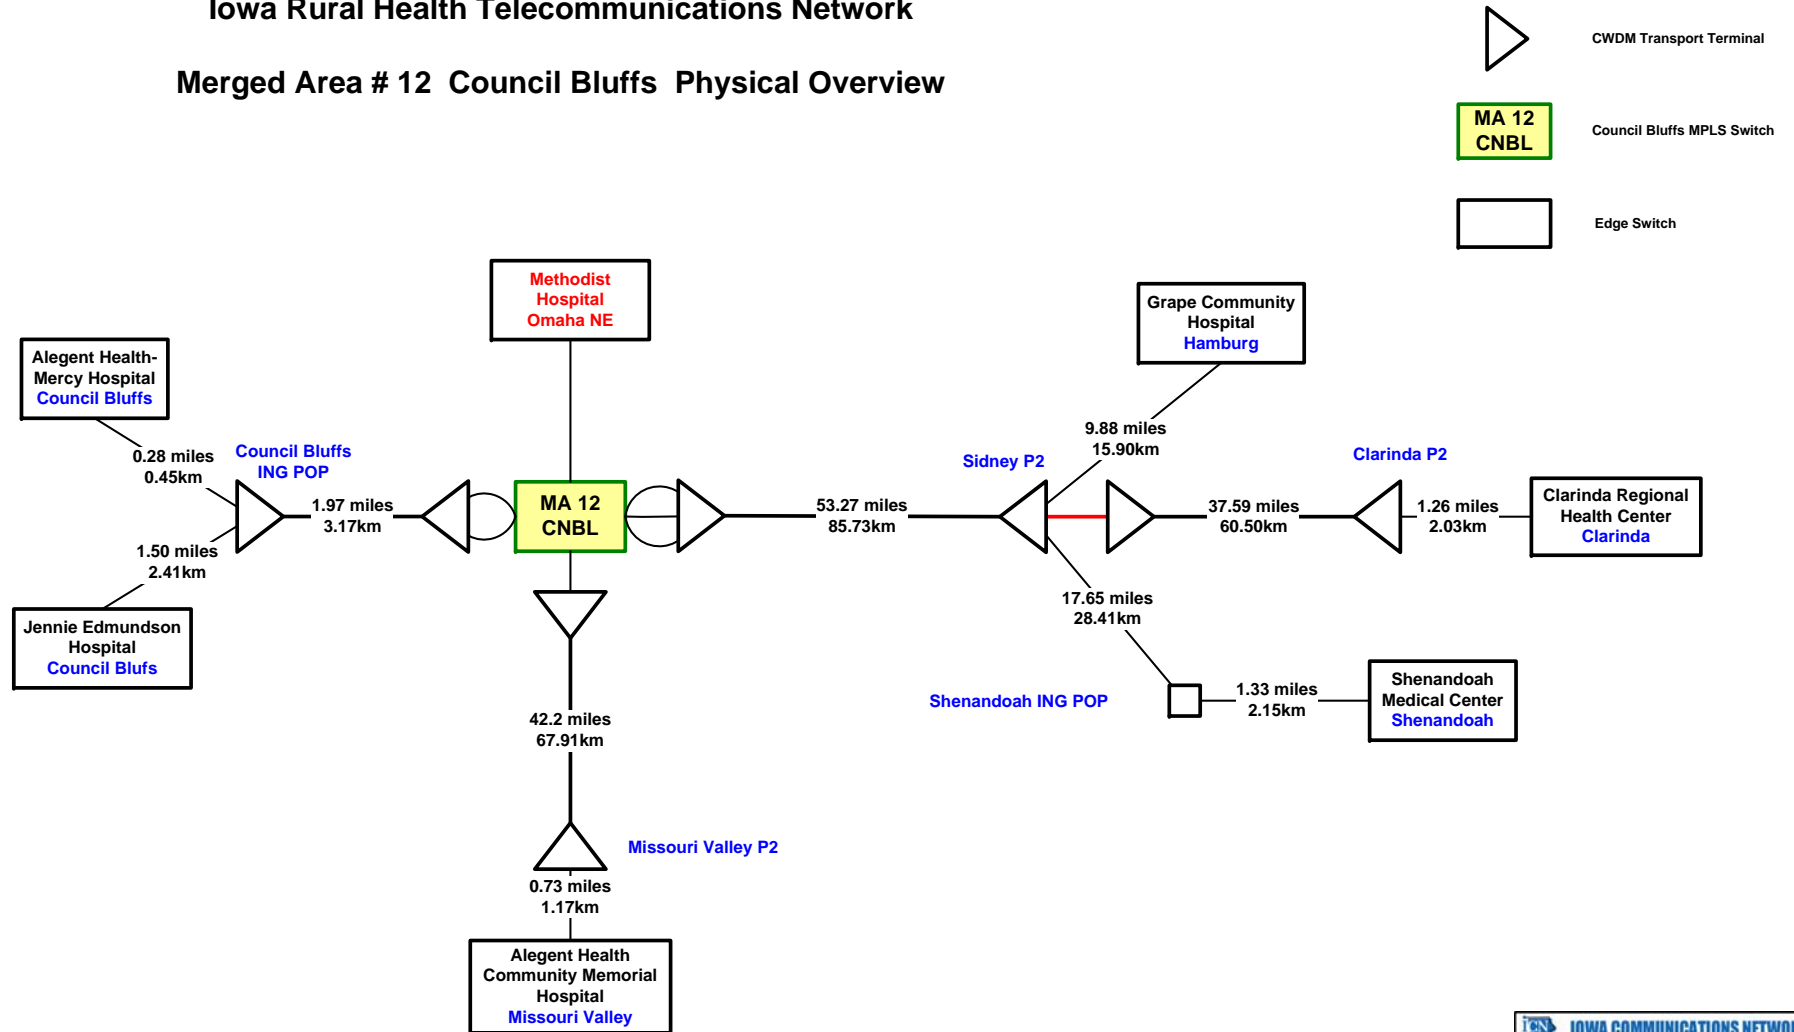 Iowa Rural Health Telecommunications Network
Merged Area # 12 Council Bluffs Physical Overview
CWDM Transport Terminal
MA 12
CNBL
Council Bluffs MPLS Switch
Edge Switch
Methodist
Hospital
Omaha NE
Grape Community
Hospital
Hamburg
Alegent Health-
Mercy Hospital
Council Bluffs
0.28 miles
0.45km
Council Bluffs
ING POP
1.97 miles
3.17km
1.50 miles
2.41km
Jennie Edmundson
Hospital
Council Blufs
MA 12
CNBL
53.27 miles
85.73km
Sidney P2
9.88 miles
15.90km
37.59 miles
60.50km
Clarinda P2
1.26 miles
2.03km
Clarinda Regional
Health Center
Clarinda
17.65 miles
28.41km
Shenandoah ING POP
1.33 miles
2.15km
Shenandoah
Medical Center
Shenandoah
42.2 miles
67.91km
Missouri Valley P2
0.73 miles
1.17km
Alegent Health
Community Memorial
Hospital
Missouri Valley
ICN IOWA COMMUNICATIONS